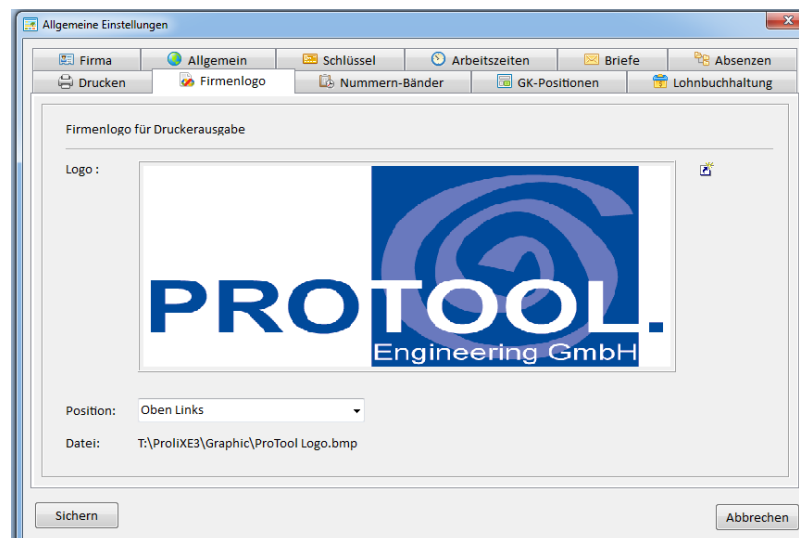 Allgemeine Einstellungen
Firma Allgemein Schlüssel Arbeitszeiten Briefe Absenzen
Drucken Firmenlogo Nummern-Bänder GK-Positionen Lohnbuchhaltung
Firmenlogo für Druckerausgabe
Logo :
PROTOOL.
Engineering GmbH
Position: Oben Links
Datei: T:\ProliXE3\Graphic\ProTool Logo.bmp
Sichern Abbrechen